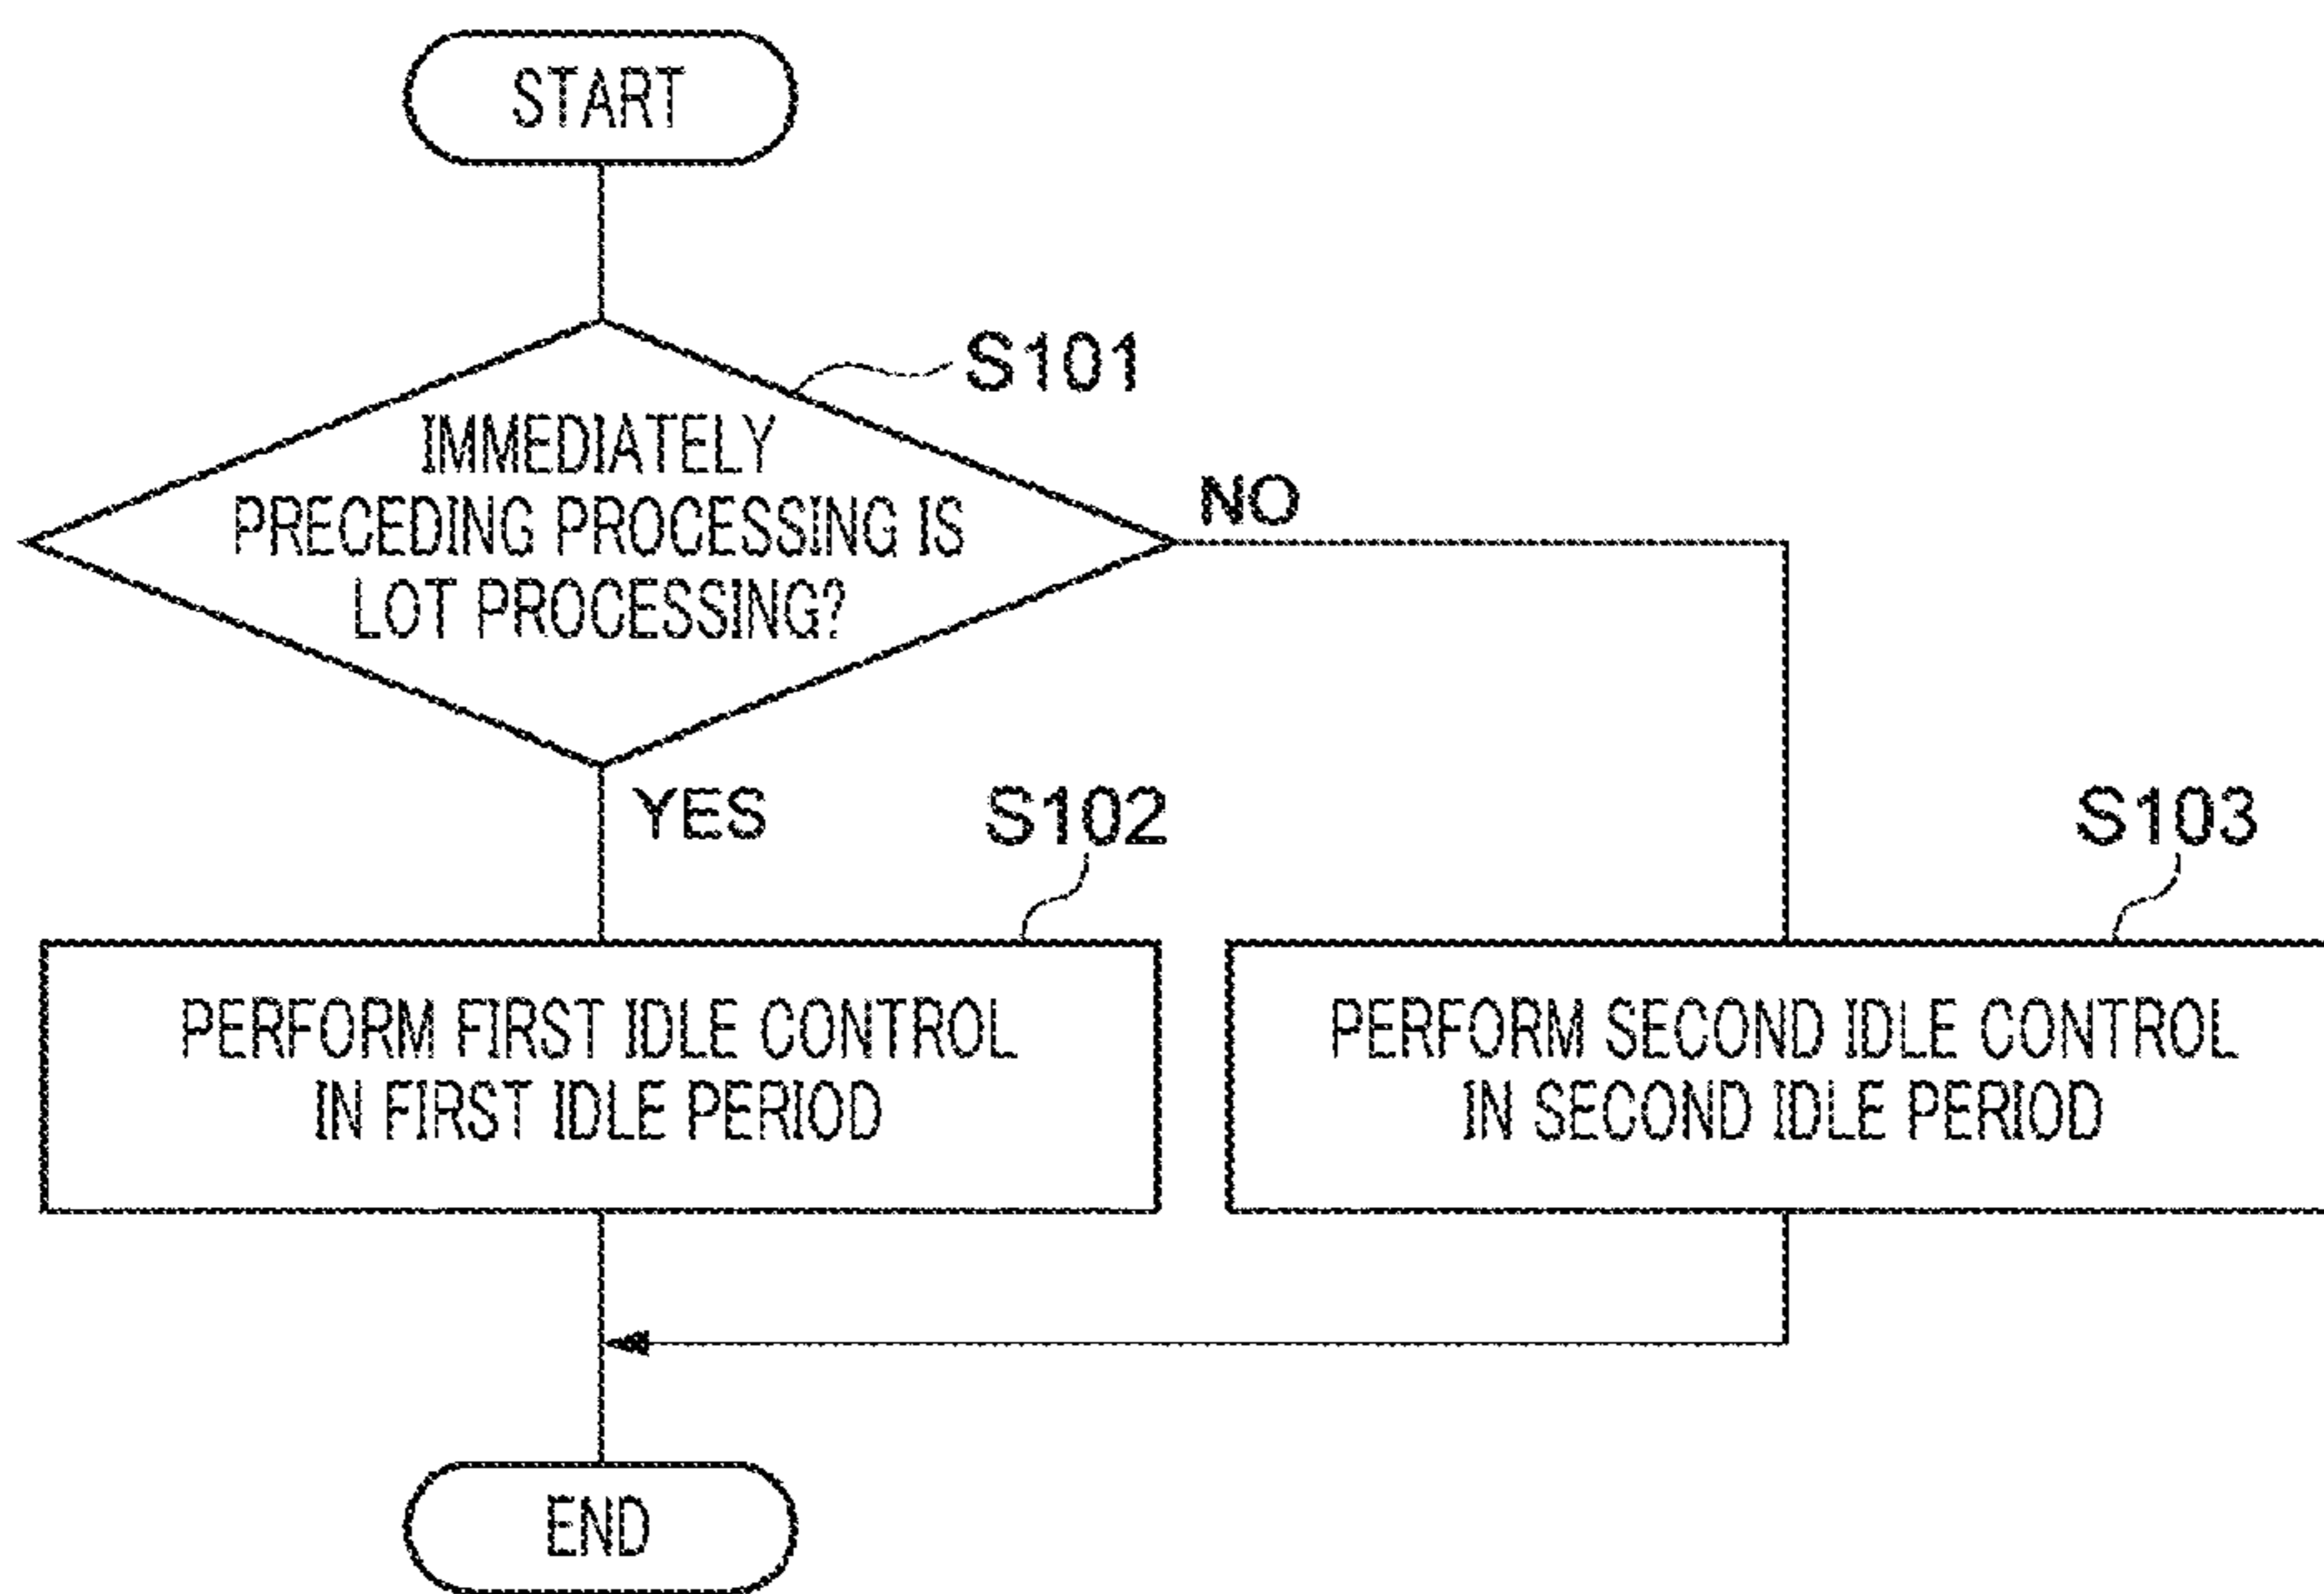 START
S101
IMMEDIATELY
PRECEDING PROCESSING IS
LOT PROCESSING?
NO
YES
S102
S103
PERFORM FIRST IDLE CONTROL
IN FIRST IDLE PERIOD
PERFORM SECOND IDLE CONTROL
IN SECOND IDLE PERIOD
END